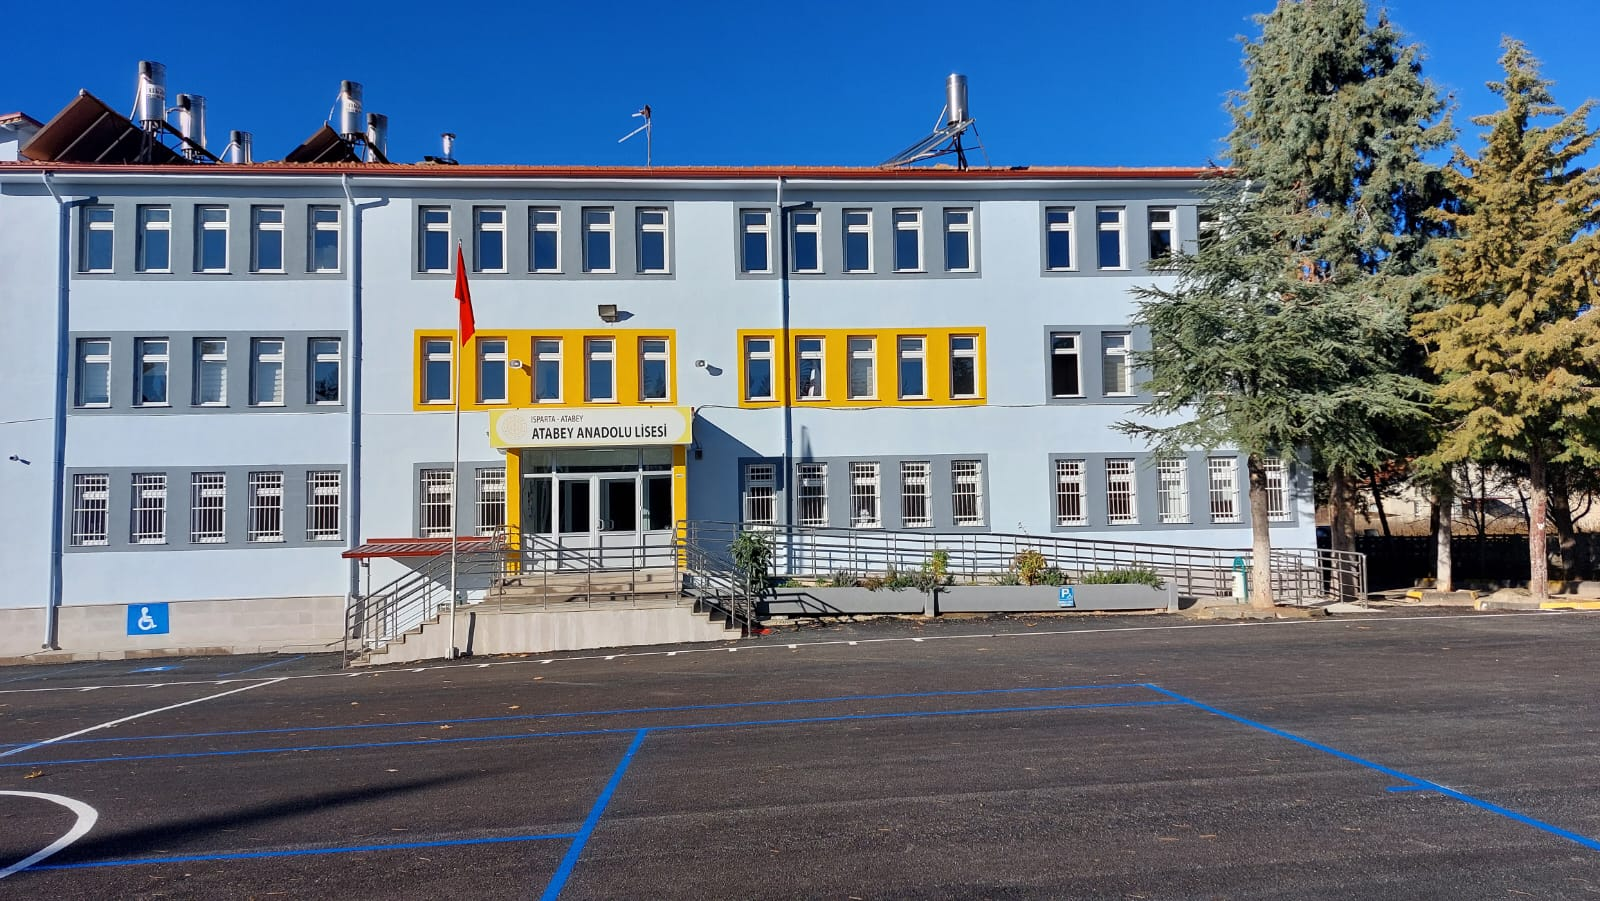 ISPARTA - ATABEY
ATABEY ANADOLU LİSESİ
P